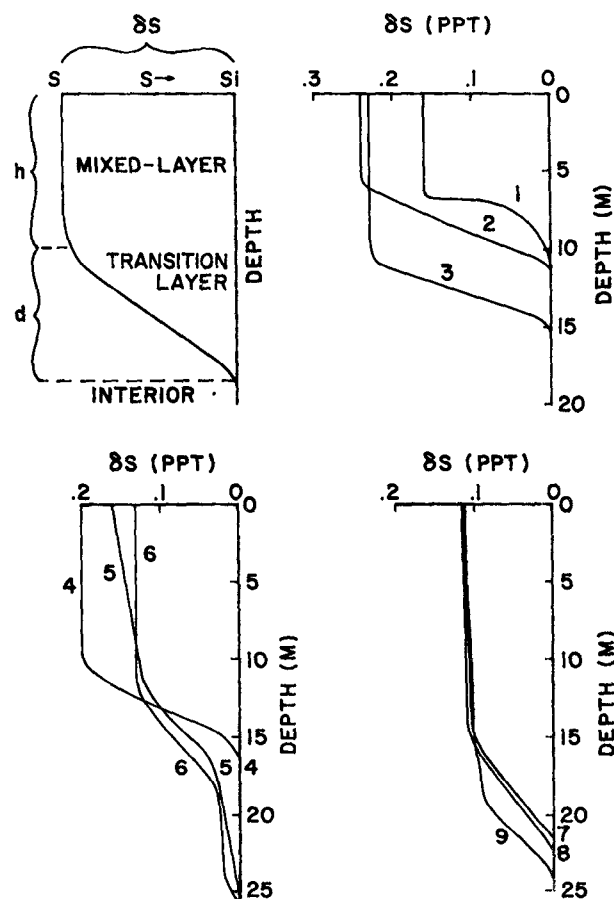 δS
S S→ Si
h
MIXED-LAYER
TRANSITION
LAYER
d
INTERIOR
DEPTH
δS (PPT)
.3 .2 .1 0
0
5
10
15
20
DEPTH (M)
1
2
3
δS (PPT)
.2 .1 0
0
5
10
15
20
25
DEPTH (M)
4
5
6
6
5
4
δS (PPT)
.2 .1 0
0
5
10
15
20
25
DEPTH (M)
7
8
9